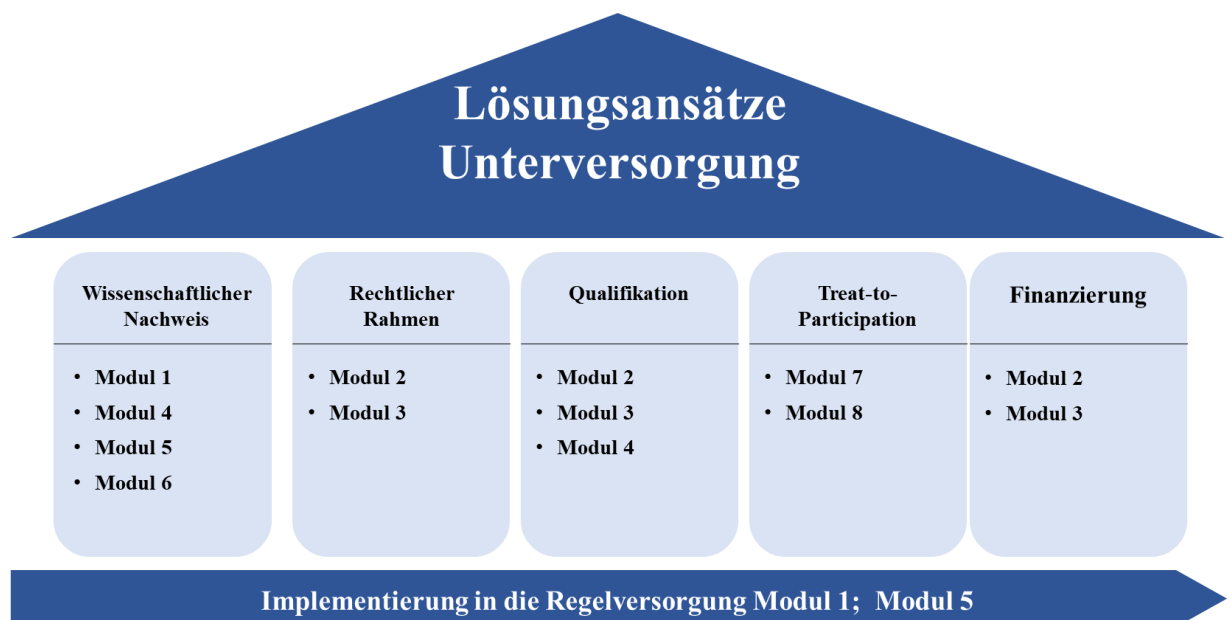 Lösungsansätze
Unterversorgung
Wissenschaftlicher
Nachweis
• Modul 1
• Modul 4
• Modul 5
• Modul 6
Rechtlicher
Rahmen
• Modul 2
• Modul 3
Qualifikation
• Modul 2
• Modul 3
• Modul 4
Treat-to-
Participation
• Modul 7
• Modul 8
Finanzierung
• Modul 2
• Modul 3
Implementierung in die Regelversorgung Modul 1; Modul 5